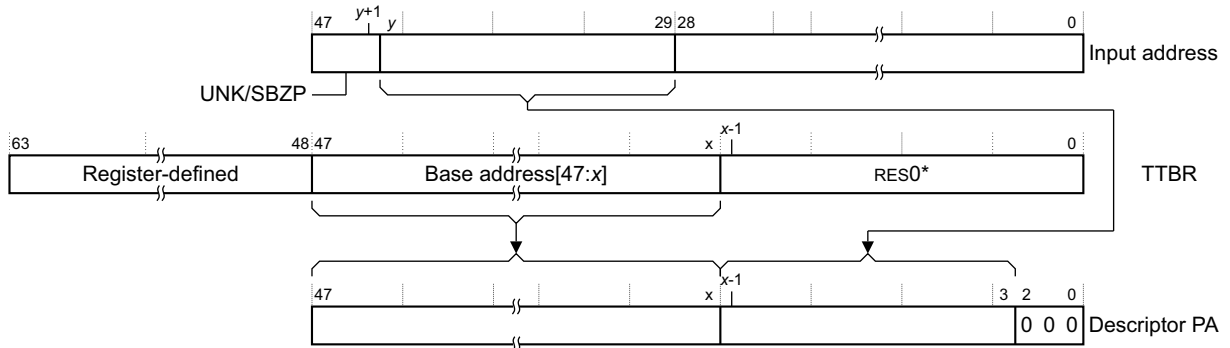 47 y+1 y 29 28 0
Input address
UNK/SBZP
63 48 47 x x-1 0
Register-defined Base address[47:x] RES0* TTBR
47 x x-1 3 2 0
0 0 0 Descriptor PA